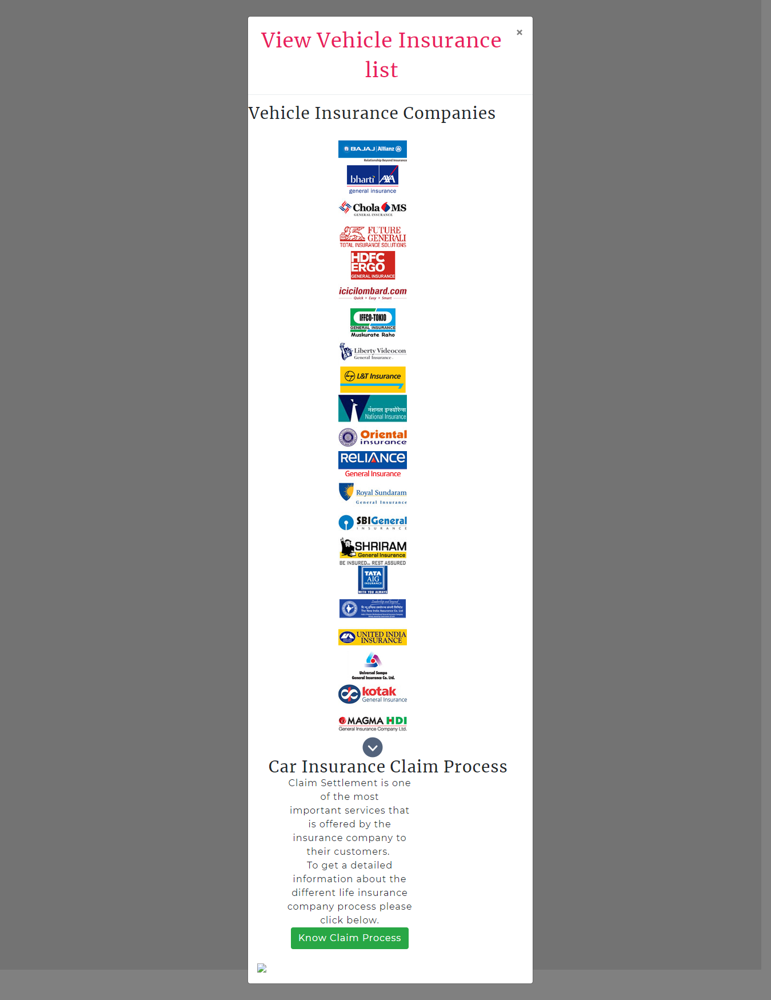 View Vehicle Insurance
list
×
Vehicle Insurance Companies
BAJAJ | Allianz
Relationship Beyond Insurance
bharti AXA
general insurance
Chola MS
GENERAL INSURANCE
FUTURE
GENERALI
TOTAL INSURANCE SOLUTIONS
HDFC
ERGO
GENERAL INSURANCE
icicilombard.com
Quick › Easy › Smart
IFFCO-TOKIO
GENERAL INSURANCE
Muskurate Raho
Liberty Videocon
General Insurance
L&T Insurance
नेशनल इन्श्योरेन्स
National Insurance
Oriental
insurance
RELIANCE
General Insurance
Royal Sundaram
General Insurance
SBIGeneral
INSURANCE
SHRIRAM
General Insurance
BE INSURED... REST ASSURED
TATA
AIG
INSURANCE
WITH YOU ALWAYS
Leadership and beyond
The New India Assurance Co. Ltd
UNITED INDIA
INSURANCE
Universal Sompo
General Insurance Co. Ltd.
kotak
General Insurance
MAGMA HDI
General Insurance Company Ltd.
Car Insurance Claim Process
Claim Settlement is one
of the most
important services that
is offered by the
insurance company to
their customers.
To get a detailed
information about the
different life insurance
company process please
click below.
Know Claim Process